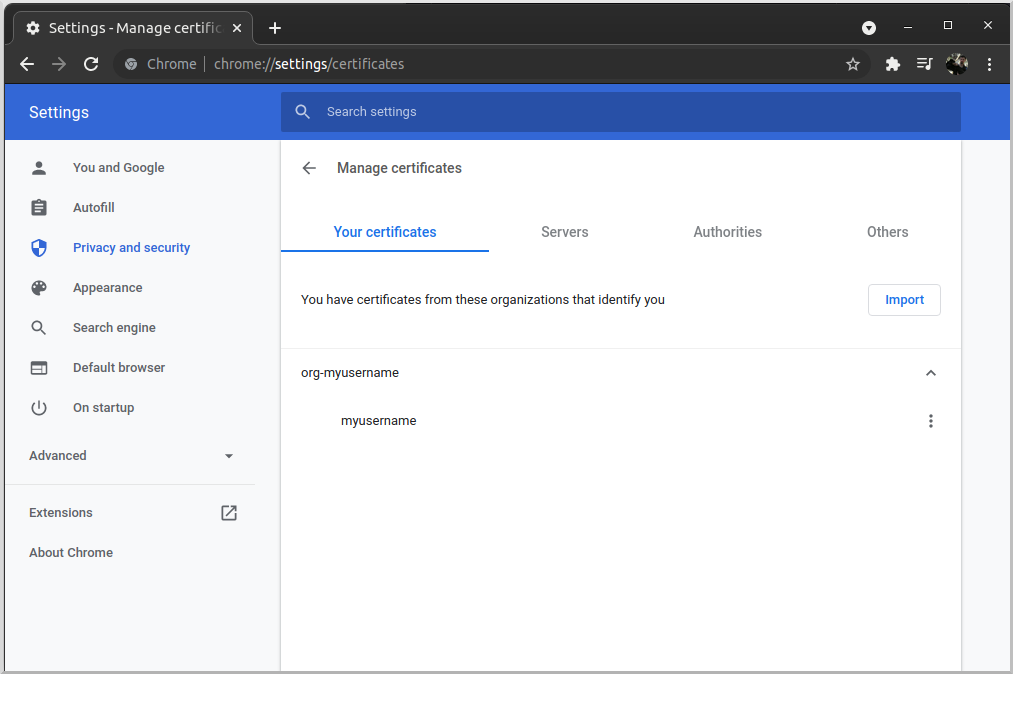 Settings - Manage certific
Chrome | chrome://settings/certificates
Settings
Search settings
You and Google
Autofill
Privacy and security
Appearance
Search engine
Default browser
On startup
Advanced
Extensions
About Chrome
Manage certificates
Your certificates Servers Authorities Others
You have certificates from these organizations that identify you Import
org-myusername
myusername